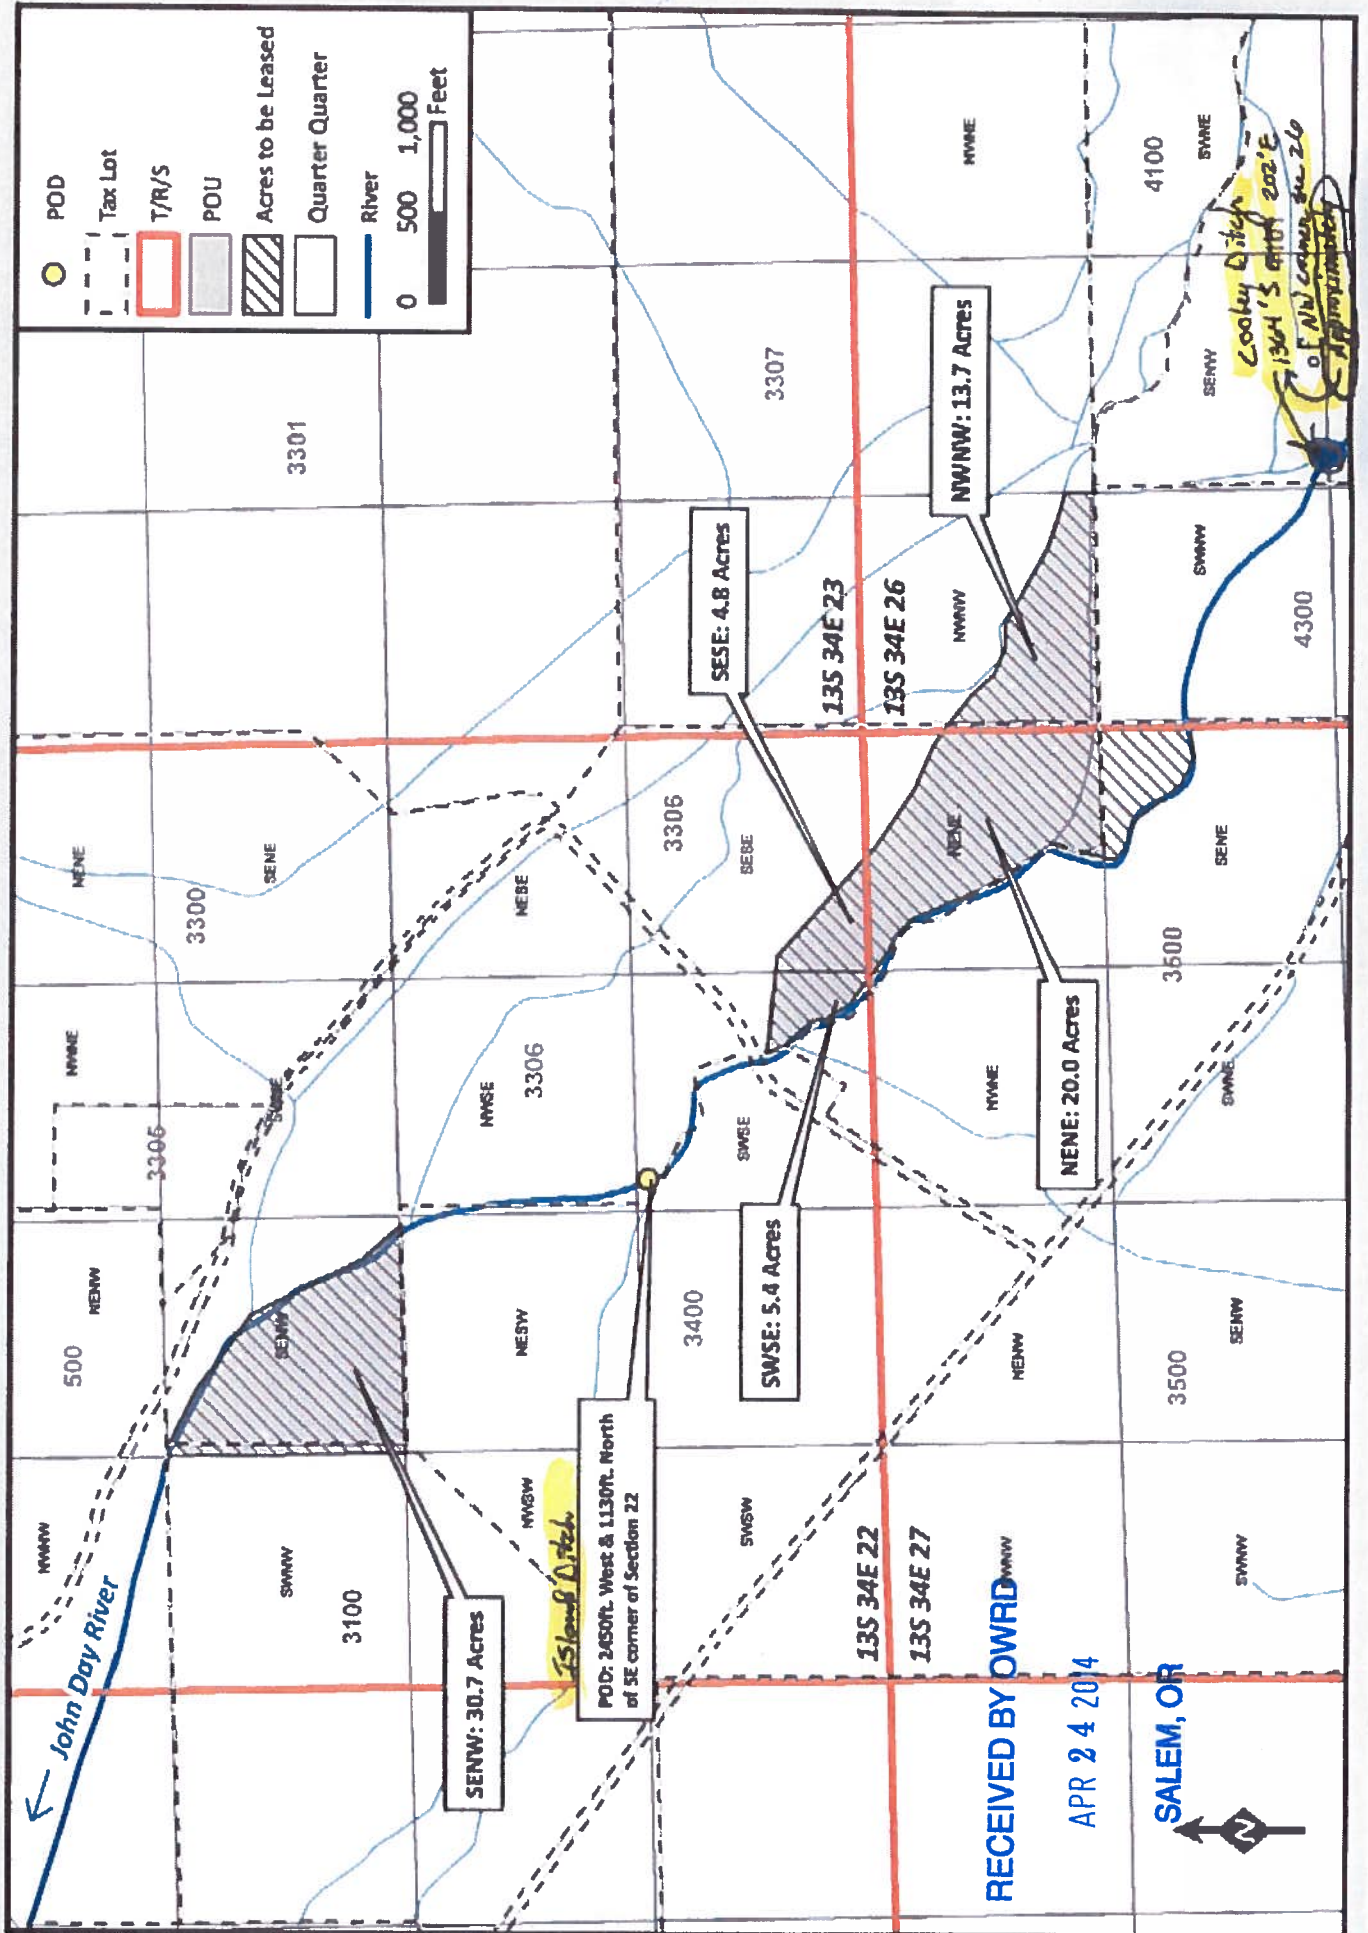 POD
Tax Lot
T/R/S
POU
Acres to be Leased
Quarter Quarter
River
0 500 1,000
Feet
John Day River
NWNW
500
NENW
3305
NWNE
NENE
3300
SENE
3301
SWNW
3100
SENW
SENW: 30.7 Acres
NWSW
Island Ditch
POD: 2450ft. West & 1130ft. North
of SE corner of Section 22
NESW
NWSE
3306
NESE
3306
SESE
3307
SESE: 4.8 Acres
SWSW
3400
SWSE
SWSE: 5.4 Acres
13S 34E 22
13S 34E 27
13S 34E 23
13S 34E 26
NWNW
NENW
NWNE
NENE
NENE: 20.0 Acres
NWNW
NWNW: 13.7 Acres
NWNE
SWNW
3500
SENW
SWNE
3600
SENE
SWNW
4300
SENW
4100
SWNE
Cooley Ditch
1364'S 202'E
of NW corner sec 26
approximately
RECEIVED BY OWRD
APR 24 2014
SALEM, OR
N